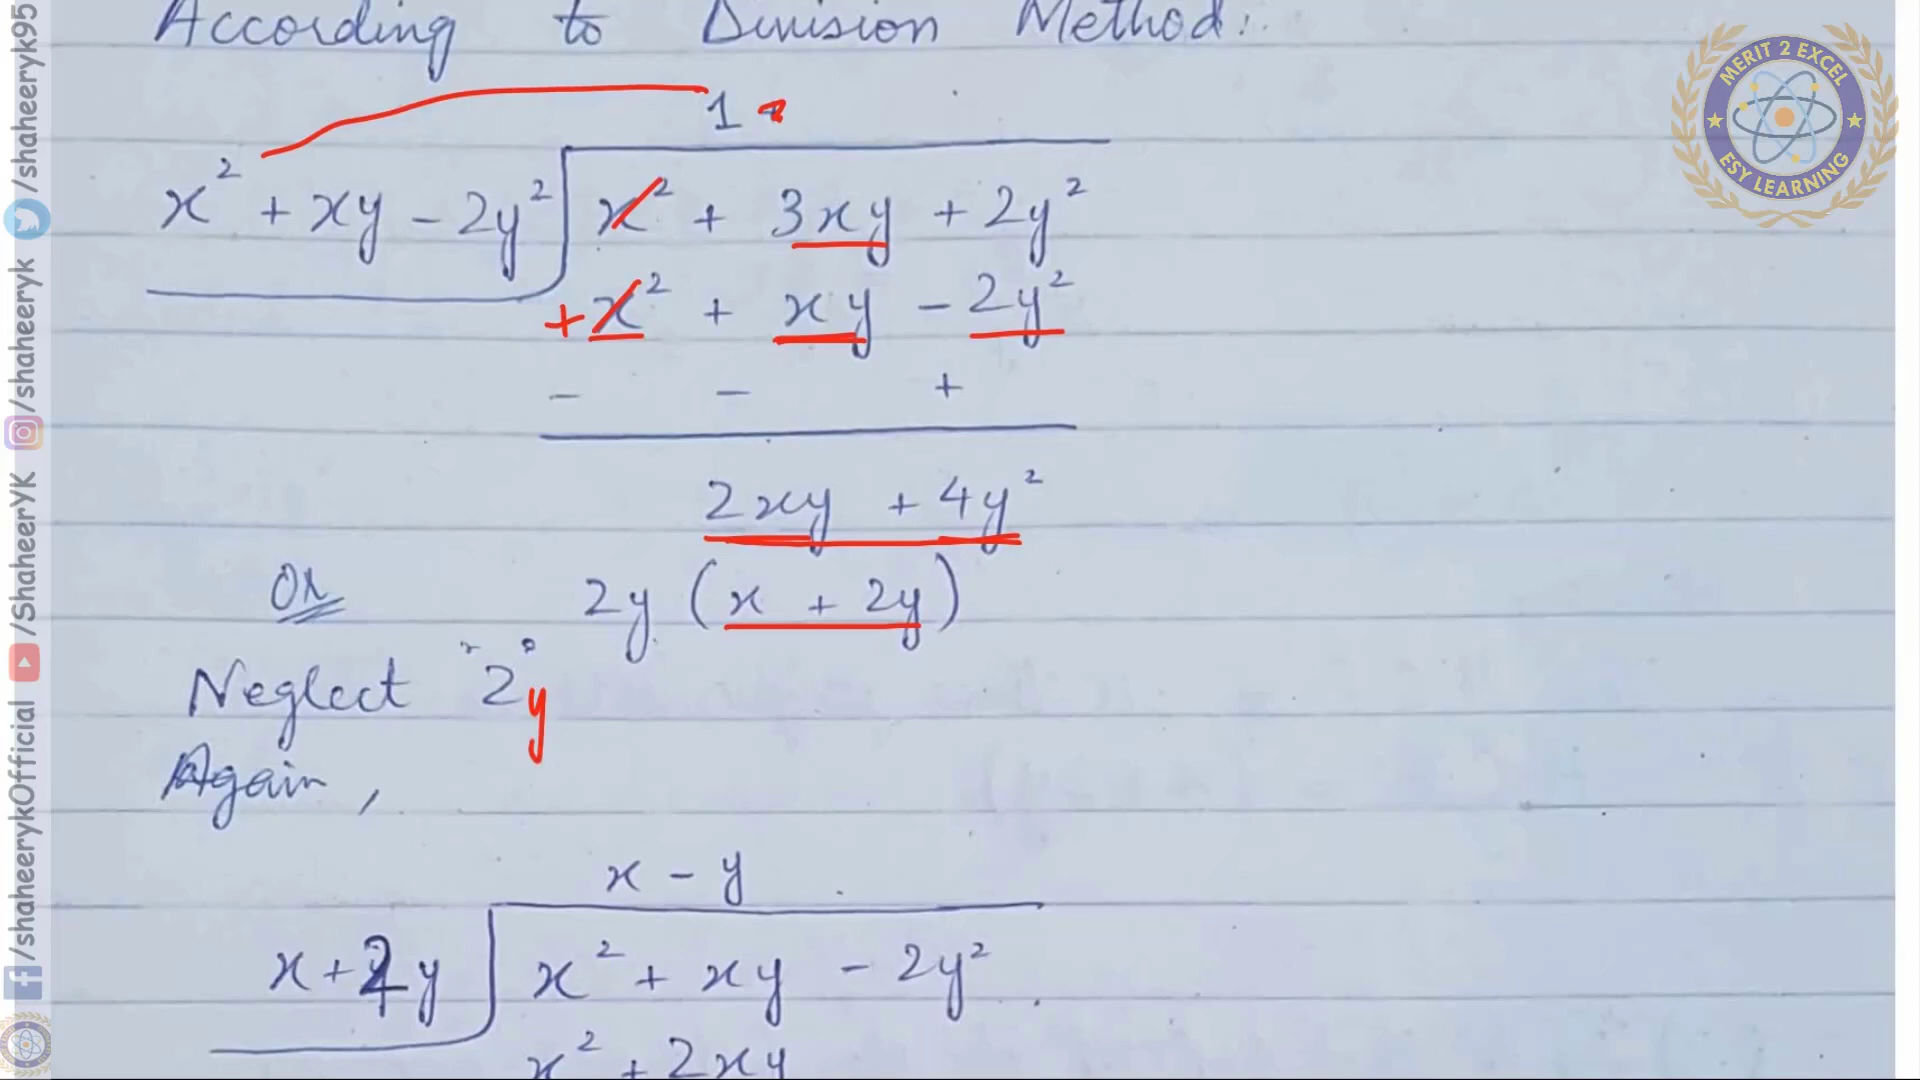 According to Division Method:
1
x² + xy - 2y² | x² + 3xy + 2y²
+x² + xy - 2y²
- - +
2xy + 4y²
Or 2y (x + 2y)
Neglect "2y
Again,
x - y
x + 2y | x² + xy - 2y²
x² + 2xy
MERIT 2 EXCEL
ESY LEARNING
/shaheeryk95
/shaheeryk
/ShaheerYK
/shaheerykOfficial